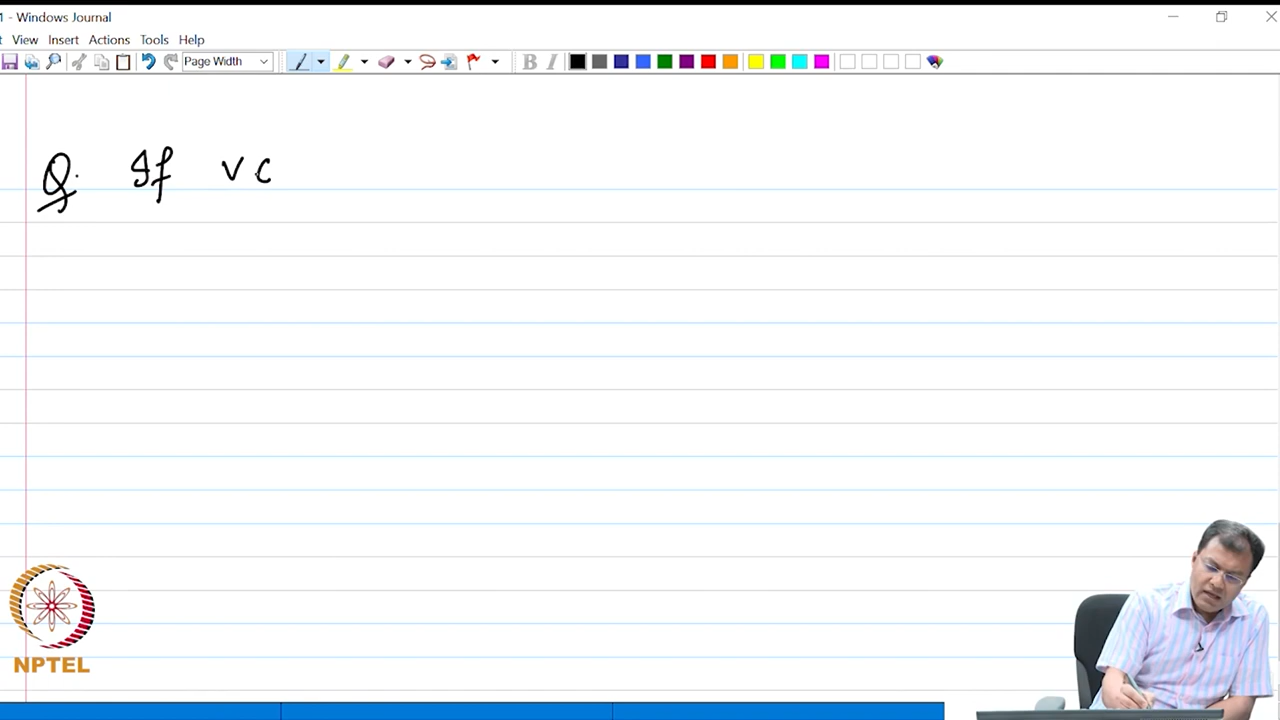 1 - Windows Journal
t View Insert Actions Tools Help
Page Width B I
Q. If v c
NPTEL